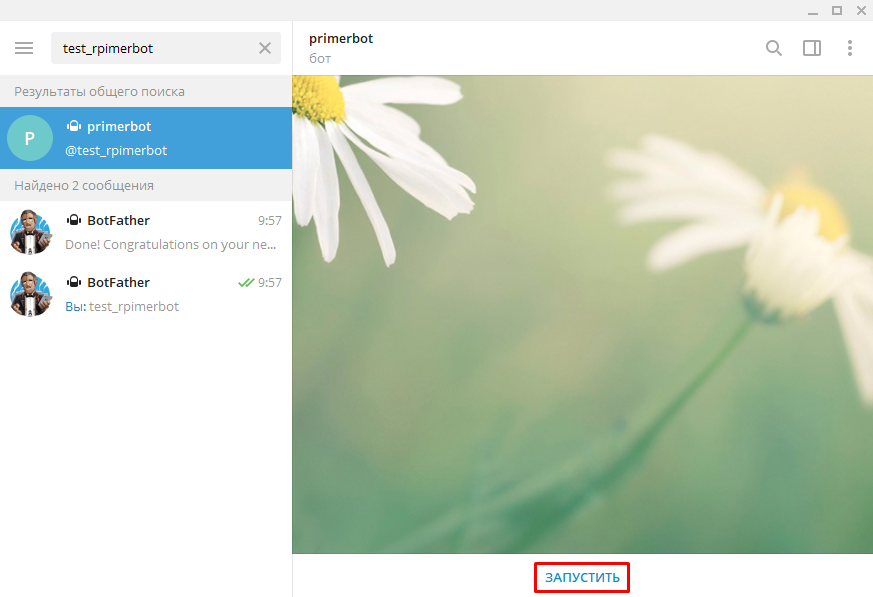 test_rpimerbot
Результаты общего поиска
P
primerbot
@test_rpimerbot
Найдено 2 сообщения
BotFather 9:57
Done! Congratulations on your ne...
BotFather 9:57
Вы: test_rpimerbot
primerbot
бот
ЗАПУСТИТЬ